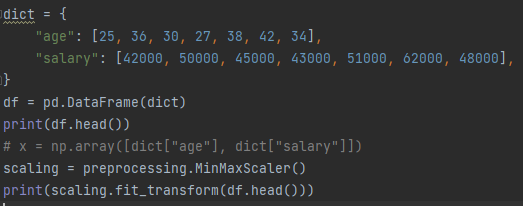 dict = {
    "age": [25, 36, 30, 27, 38, 42, 34],
    "salary": [42000, 50000, 45000, 43000, 51000, 62000, 48000],
}
df = pd.DataFrame(dict)
print(df.head())
# x = np.array([dict["age"], dict["salary"]])
scaling = preprocessing.MinMaxScaler()
print(scaling.fit_transform(df.head()))